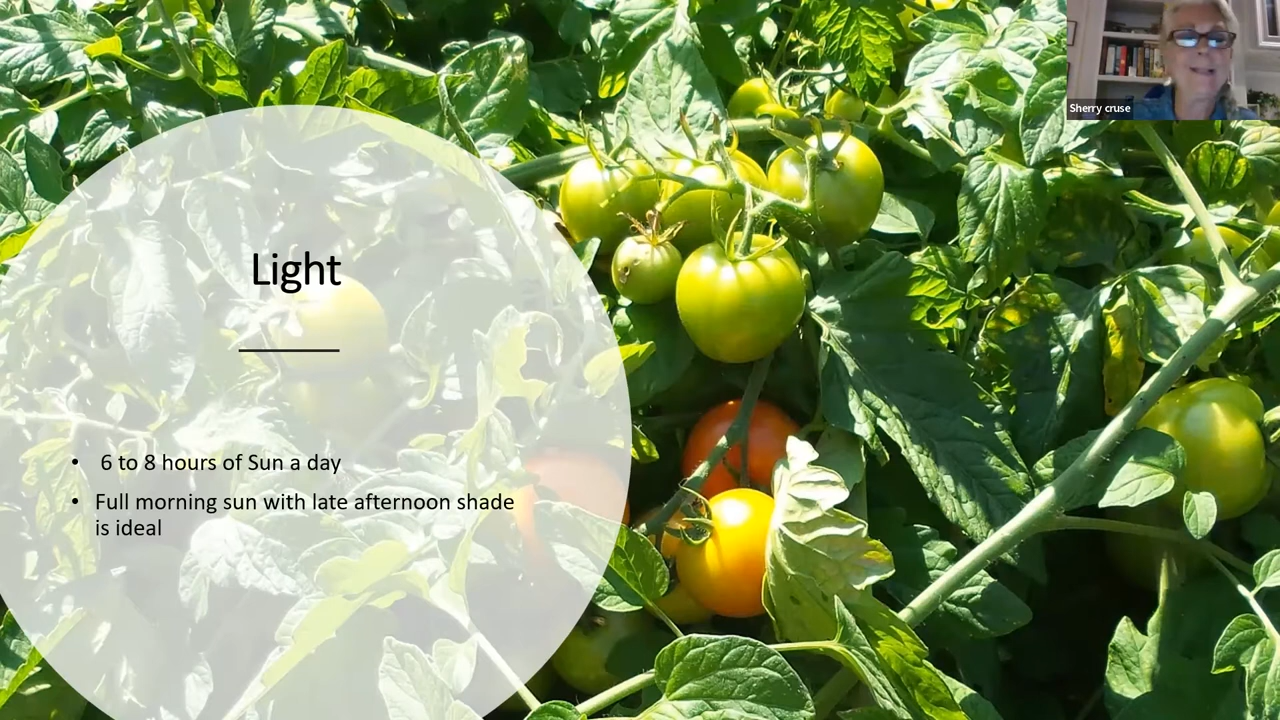 Sherry cruse
Light
• 6 to 8 hours of Sun a day
• Full morning sun with late afternoon shade
is ideal